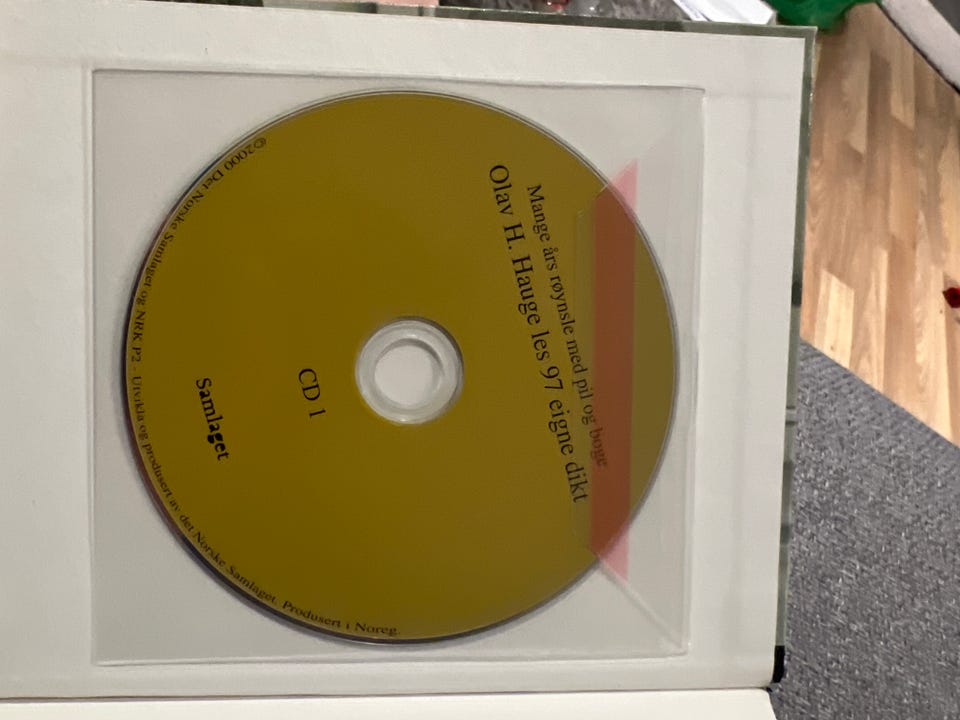 Mange års røynsle med pil og boge
Olav H. Hauge les 97 eigne dikt
CD 1
Samlaget
©2000 Det Norske Samlaget og NRK P2 - Utvikla og produsert av det Norske Samlaget. Produsert i Noreg.